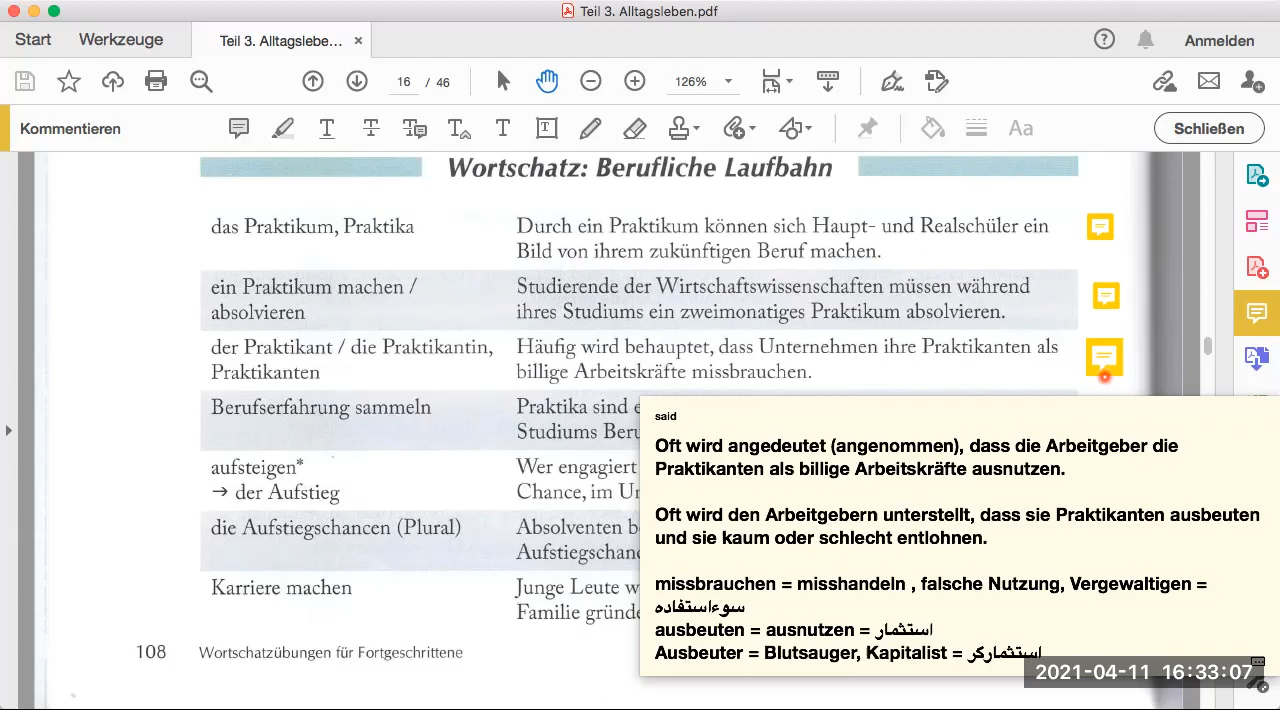 Teil 3. Alltagsleben.pdf
Start Werkzeuge Teil 3. Alltagslebe... × Anmelden
16 / 46 126%
Kommentieren Schließen
Wortschatz: Berufliche Laufbahn
das Praktikum, Praktika
Durch ein Praktikum können sich Haupt- und Realschüler ein
Bild von ihrem zukünftigen Beruf machen.
ein Praktikum machen /
absolvieren
Studierende der Wirtschaftswissenschaften müssen während
ihres Studiums ein zweimonatiges Praktikum absolvieren.
der Praktikant / die Praktikantin,
Praktikanten
Häufig wird behauptet, dass Unternehmen ihre Praktikanten als
billige Arbeitskräfte missbrauchen.
Berufserfahrung sammeln
Praktika sind e
Studiums Beru
aufsteigen*
→ der Aufstieg
Wer engagiert
Chance, im Un
die Aufstiegschancen (Plural)
Absolventen be
Aufstiegschanc
Karriere machen
Junge Leute w
Familie gründe
108 Wortschatzübungen für Fortgeschrittene
said
Oft wird angedeutet (angenommen), dass die Arbeitgeber die
Praktikanten als billige Arbeitskräfte ausnutzen.
Oft wird den Arbeitgebern unterstellt, dass sie Praktikanten ausbeuten
und sie kaum oder schlecht entlohnen.
missbrauchen = misshandeln , falsche Nutzung, Vergewaltigen =
سوءاستفاده
ausbeuten = ausnutzen = استثمار
Ausbeuter = Blutsauger, Kapitalist = استثمارگر
2021-04-11 16:33:07